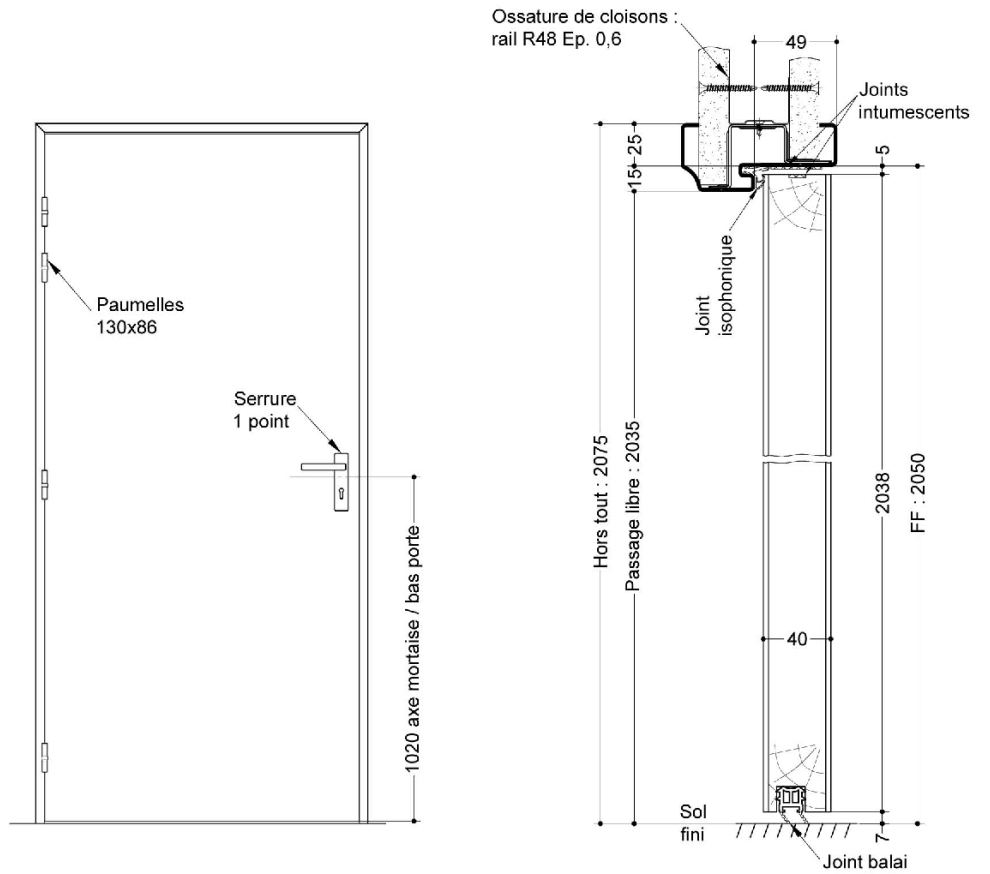 Paumelles
130x86
Serrure
1 point
1020 axe mortaise / bas porte
Ossature de cloisons :
rail R48 Ep. 0,6
49
Joints
intumescents
25
15
5
Joint
isophonique
Hors tout : 2075
Passage libre : 2035
2038
FF : 2050
40
Sol
fini
7
Joint balai